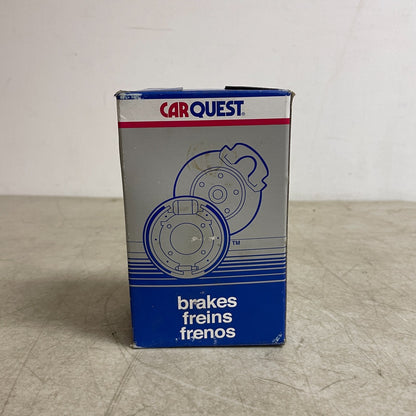 CARQUEST®
TM
brakes
freins
frenos